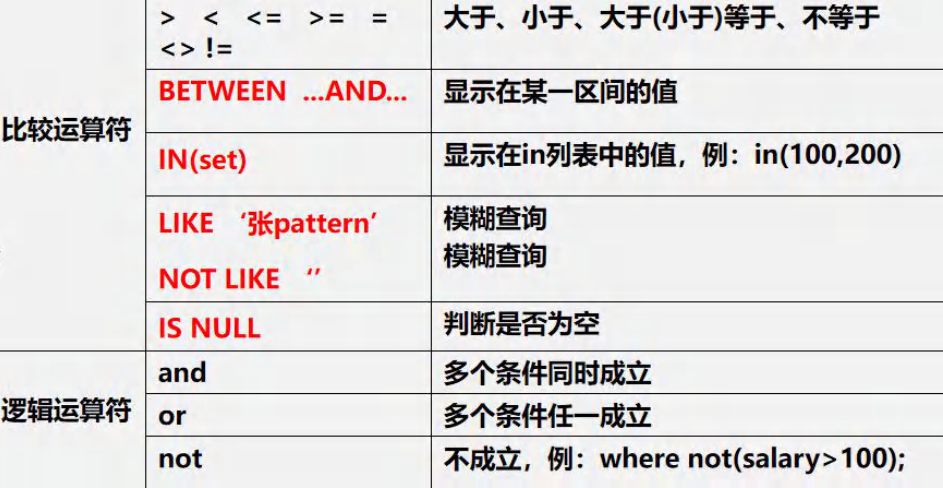 > < <= >= =
<> !=
大于、小于、大于(小于)等于、不等于
比较运算符
BETWEEN ...AND...
显示在某一区间的值
IN(set)
显示在in列表中的值，例：in(100,200)
LIKE ‘张pattern’
NOT LIKE ‘’
模糊查询
模糊查询
IS NULL
判断是否为空
逻辑运算符
and
多个条件同时成立
or
多个条件任一成立
not
不成立，例：where not(salary>100);